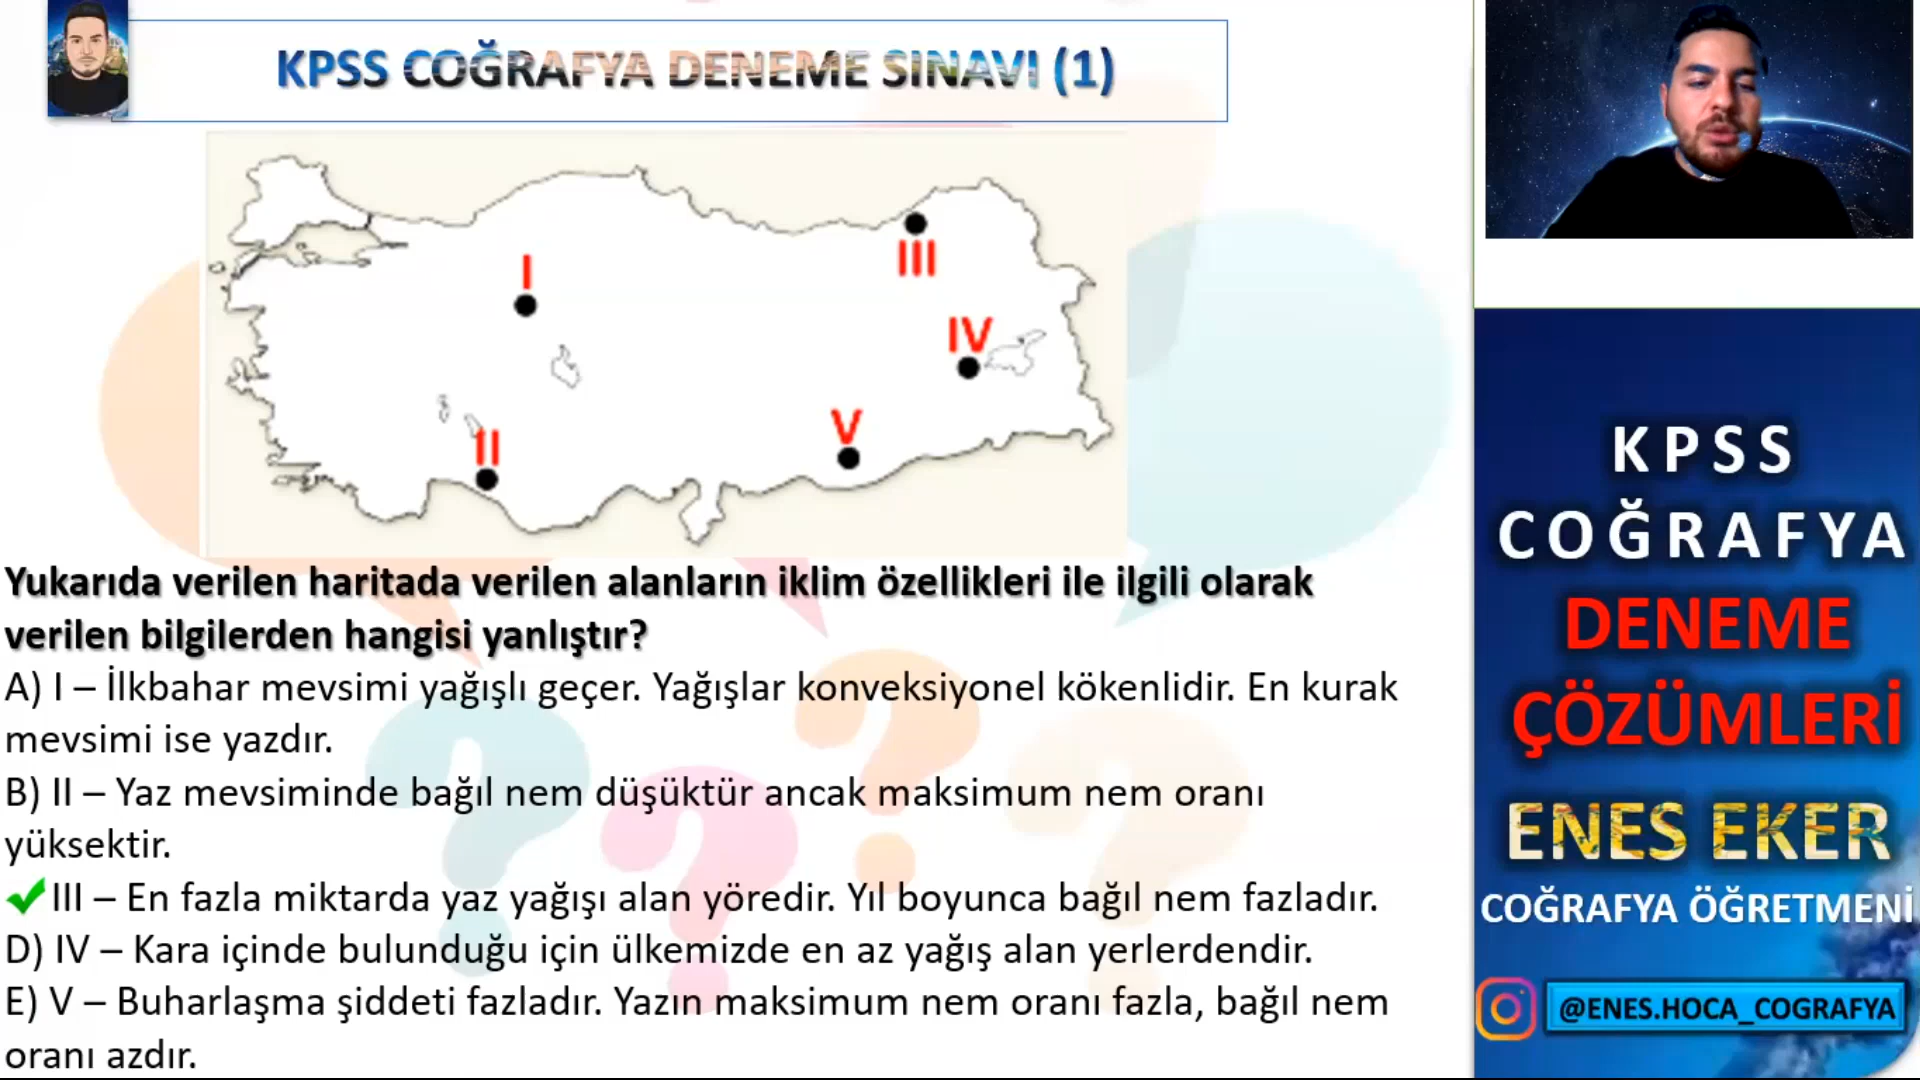 KPSS COĞRAFYA DENEME SINAVI (1)
I
III
IV
V
II
Yukarıda verilen haritada verilen alanların iklim özellikleri ile ilgili olarak
verilen bilgilerden hangisi yanlıştır?
A) I – İlkbahar mevsimi yağışlı geçer. Yağışlar konveksiyonel kökenlidir. En kurak
mevsimi ise yazdır.
B) II – Yaz mevsiminde bağıl nem düşüktür ancak maksimum nem oranı
yüksektir.
III – En fazla miktarda yaz yağışı alan yöredir. Yıl boyunca bağıl nem fazladır.
D) IV – Kara içinde bulunduğu için ülkemizde en az yağış alan yerlerdendir.
E) V – Buharlaşma şiddeti fazladır. Yazın maksimum nem oranı fazla, bağıl nem
oranı azdır.
KPSS
COĞRAFYA
DENEME
ÇÖZÜMLERİ
ENES EKER
COĞRAFYA ÖĞRETMENİ
@ENES.HOCA_COGRAFYA